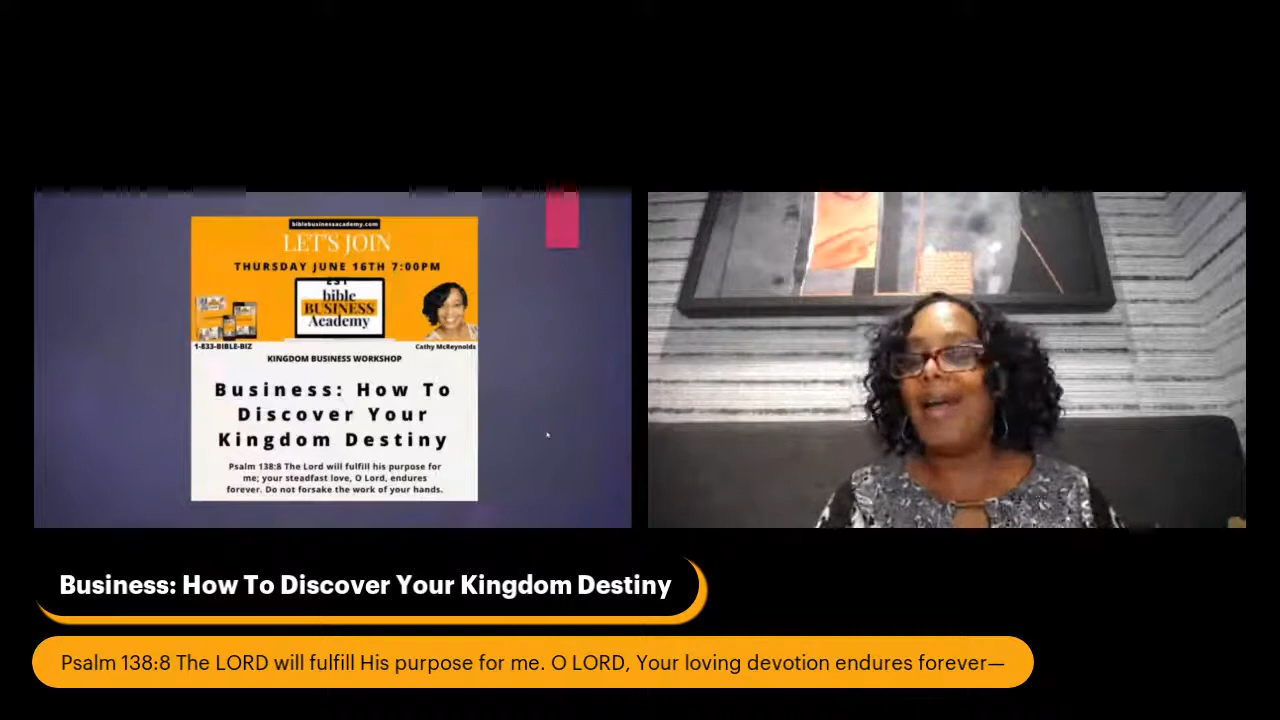 biblebusinessacademy.com
LET'S JOIN
THURSDAY JUNE 16TH 7:00PM
EST
bible
BUSINESS
Academy
1-833-BIBLE-BIZ
Cathy McReynolds
KINGDOM BUSINESS WORKSHOP
Business: How To
Discover Your
Kingdom Destiny
Psalm 138:8 The Lord will fulfill his purpose for
me; your steadfast love, O Lord, endures
forever. Do not forsake the work of your hands.
Business: How To Discover Your Kingdom Destiny
Psalm 138:8 The LORD will fulfill His purpose for me. O LORD, Your loving devotion endures forever—